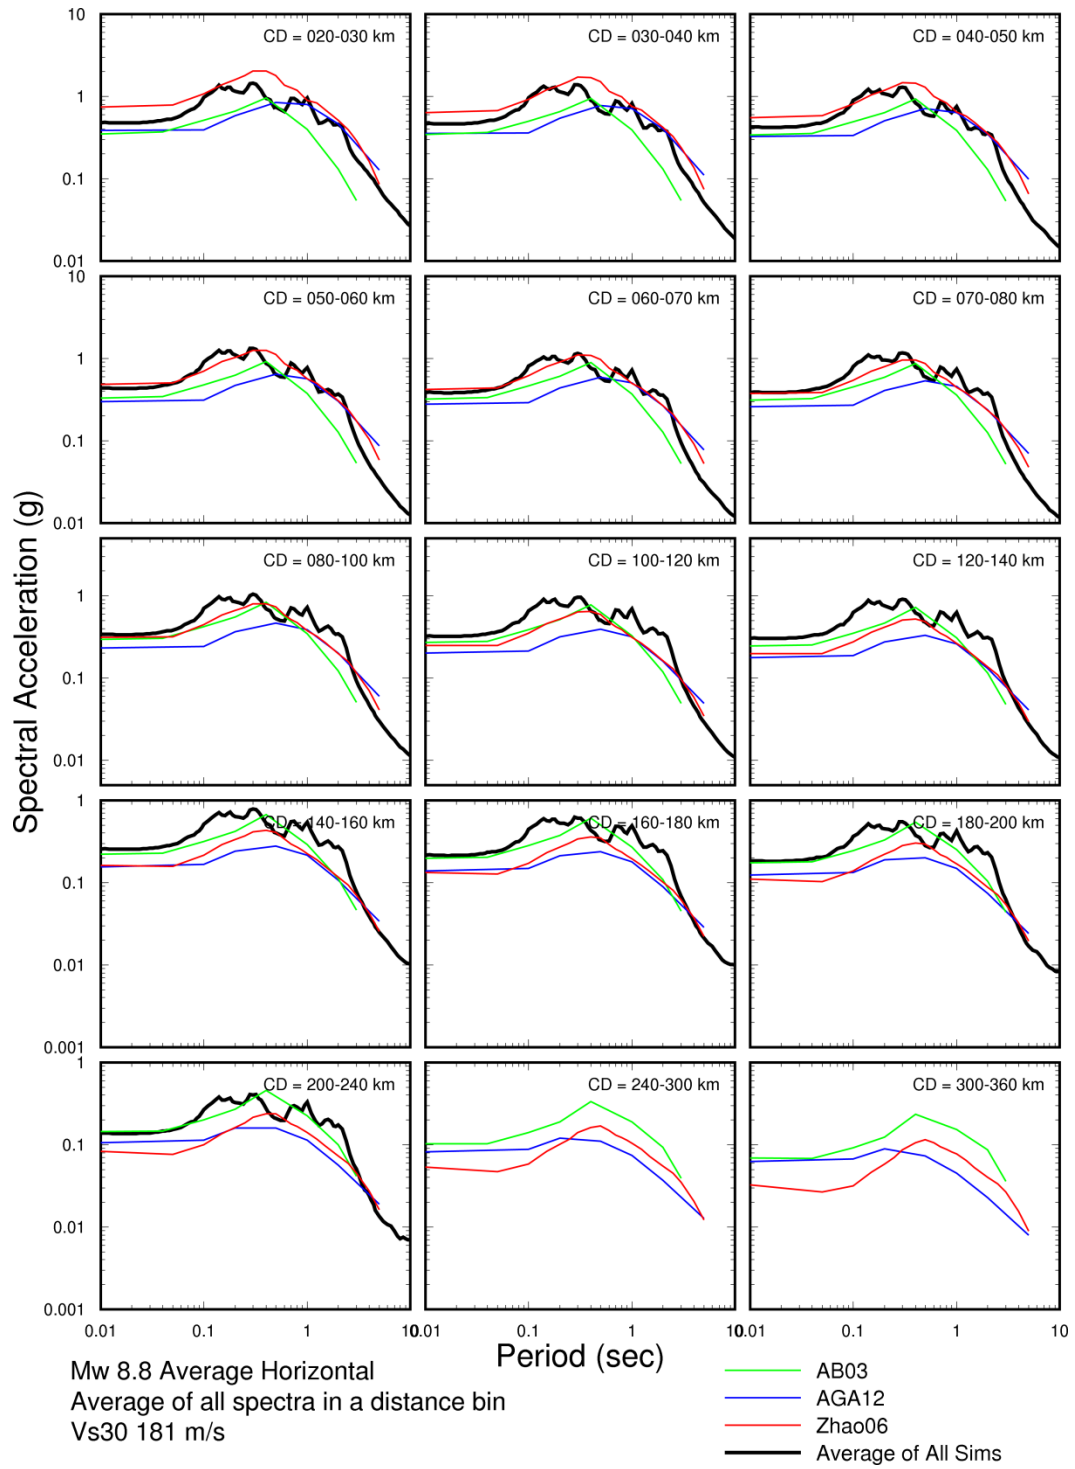 10
CD = 020-030 km
CD = 030-040 km
CD = 040-050 km
1
0.1
0.01
10
CD = 050-060 km
CD = 060-070 km
CD = 070-080 km
1
0.1
0.01
CD = 080-100 km
CD = 100-120 km
CD = 120-140 km
1
0.1
0.01
Spectral Acceleration (g)
1
CD = 140-160 km
CD = 160-180 km
CD = 180-200 km
0.1
0.01
0.001
1
CD = 200-240 km
CD = 240-300 km
CD = 300-360 km
0.1
0.01
0.001
0.01 0.1 1 10 0.01 0.1 1 10 0.01 0.1 1 10
Period (sec)
Mw 8.8 Average Horizontal
Average of all spectra in a distance bin
Vs30 181 m/s
AB03
AGA12
Zhao06
Average of All Sims